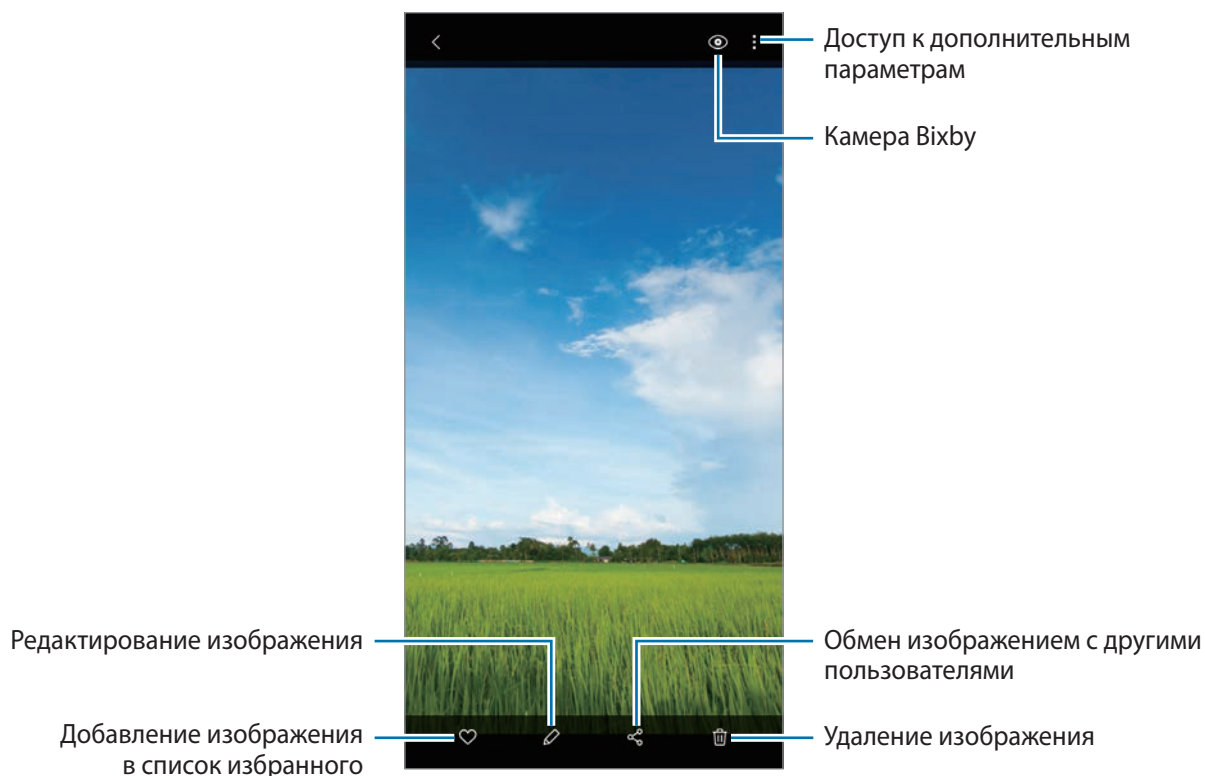 Доступ к дополнительным
параметрам
Камера Bixby
Редактирование изображения
Обмен изображением с другими
пользователями
Добавление изображения
в список избранного
Удаление изображения